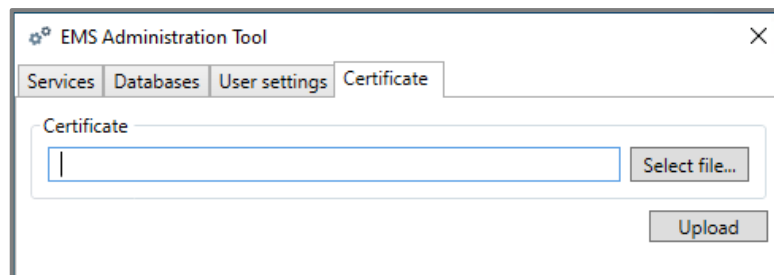 EMS Administration Tool
Services Databases User settings Certificate
Certificate
Select file...
Upload